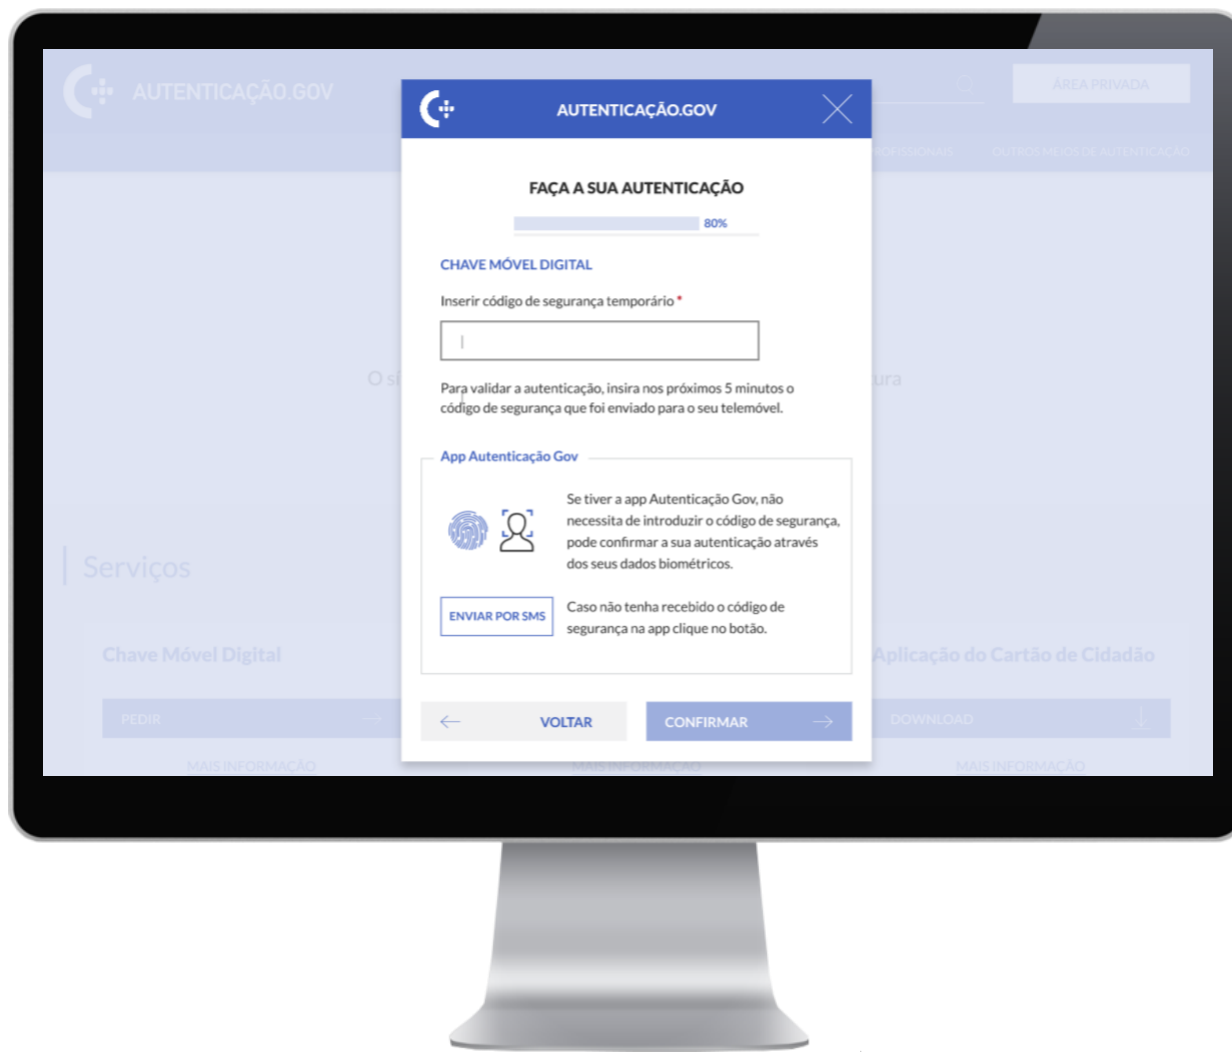 AUTENTICAÇÃO.GOV
ÁREA PRIVADA
OUTROS MEIOS DE AUTENTICAÇÃO
AUTENTICAÇÃO.GOV
FAÇA A SUA AUTENTICAÇÃO
80%
CHAVE MÓVEL DIGITAL
Inserir código de segurança temporário *
Para validar a autenticação, insira nos próximos 5 minutos o
código de segurança que foi enviado para o seu telemóvel.
App Autenticação Gov
Se tiver a app Autenticação Gov, não
necessita de introduzir o código de segurança,
pode confirmar a sua autenticação através
dos seus dados biométricos.
ENVIAR POR SMS
Caso não tenha recebido o código de
segurança na app clique no botão.
VOLTAR
CONFIRMAR
Serviços
Chave Móvel Digital
Aplicação do Cartão de Cidadão
PEDIR
DOWNLOAD
MAIS INFORMAÇÃO
MAIS INFORMAÇÃO
MAIS INFORMAÇÃO